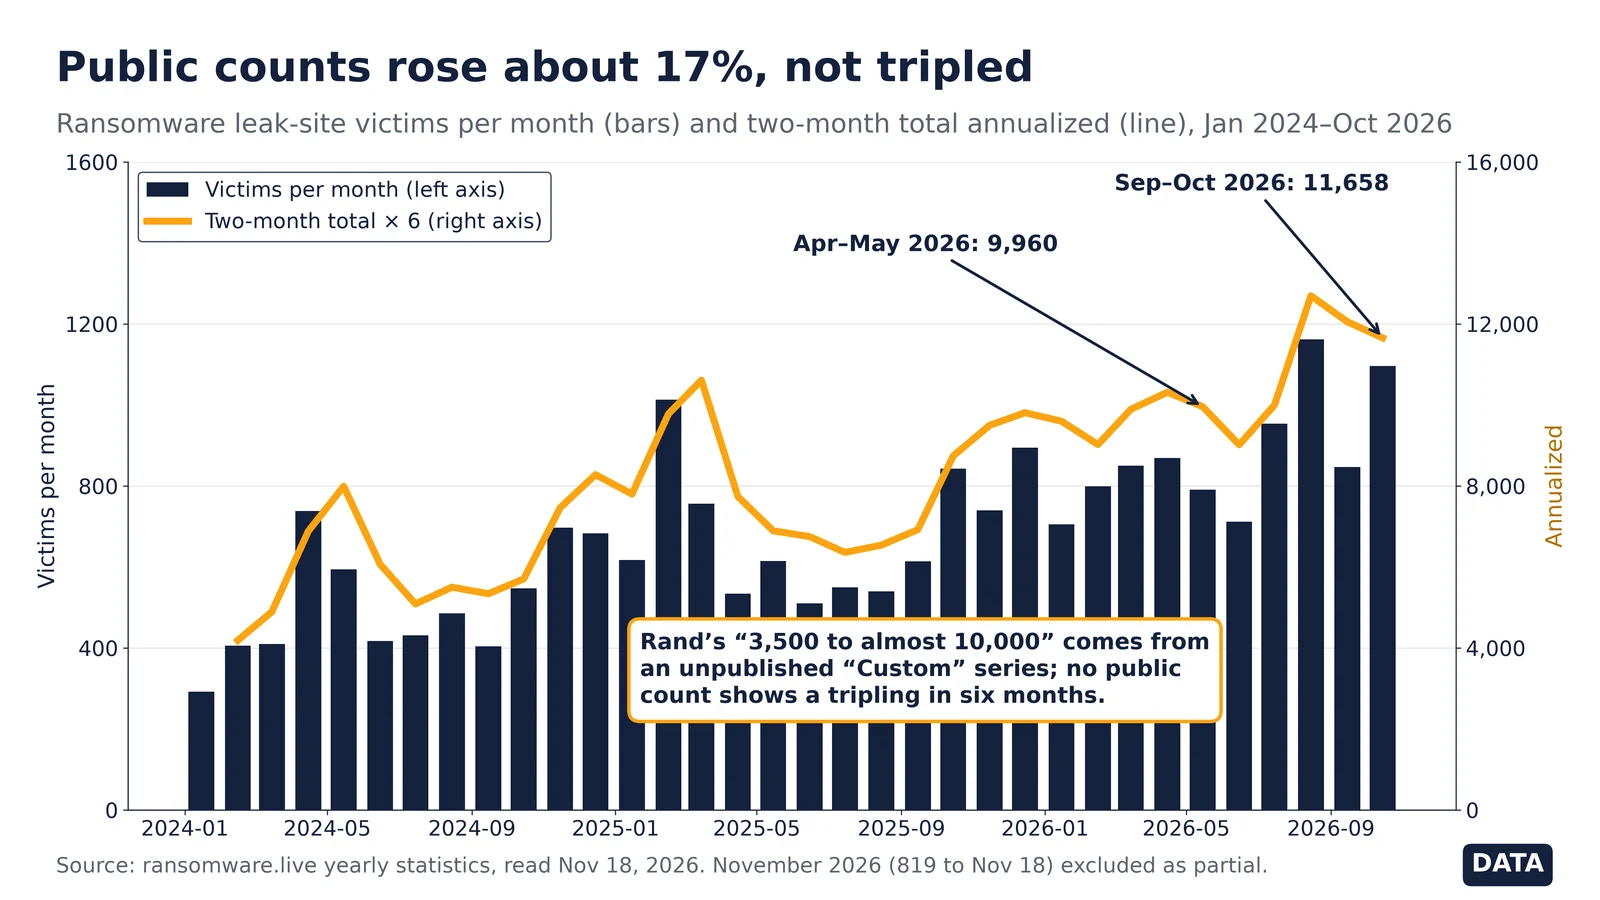 Public counts rose about 17%, not tripled
Ransomware leak-site victims per month (bars) and two-month total annualized (line), Jan 2024–Oct 2026
Victims per month (left axis)
Two-month total × 6 (right axis)
Sep–Oct 2026: 11,658
Apr–May 2026: 9,960
Rand’s “3,500 to almost 10,000” comes from
an unpublished “Custom” series; no public
count shows a tripling in six months.
Victims per month
1600
1200
800
400
0
16,000
12,000
8,000
4,000
0
Annualized
2024-01
2024-05
2024-09
2025-01
2025-05
2025-09
2026-01
2026-05
2026-09
Source: ransomware.live yearly statistics, read Nov 18, 2026. November 2026 (819 to Nov 18) excluded as partial.
DATA